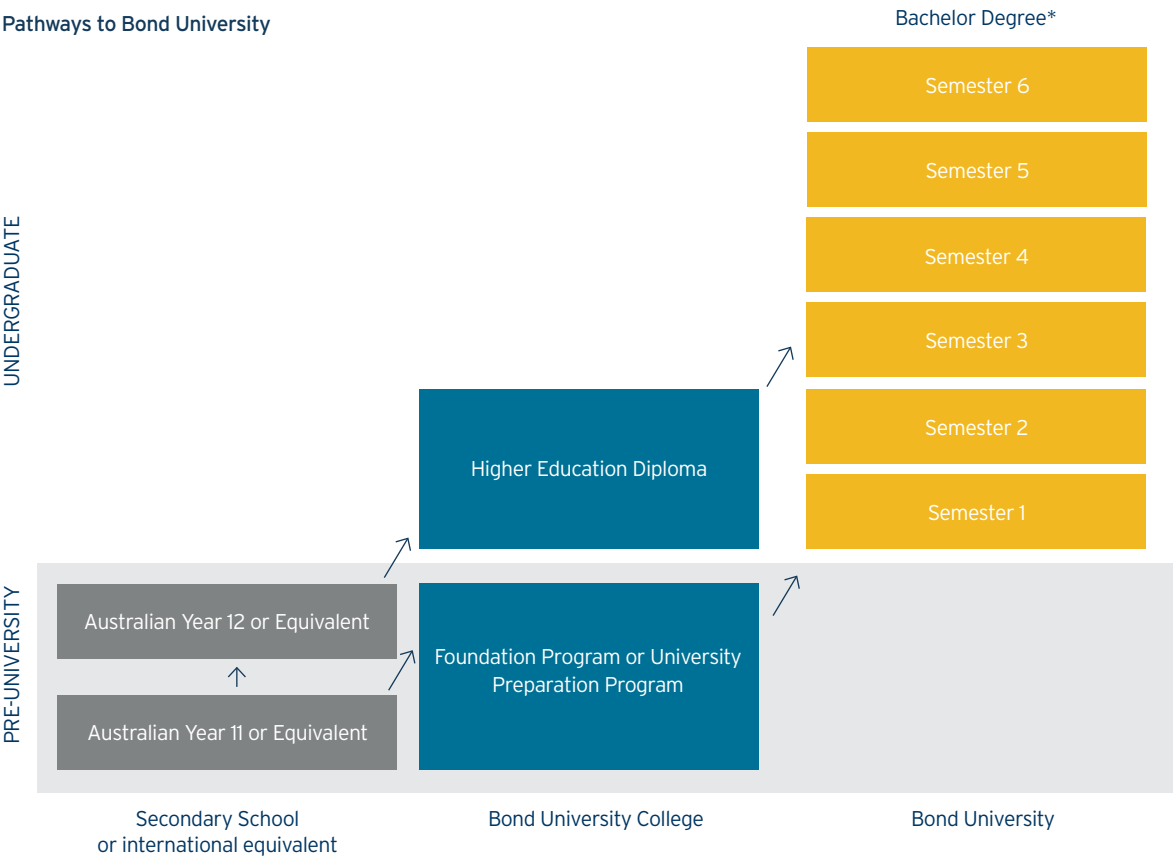 Pathways to Bond University
Bachelor Degree*
Semester 6
Semester 5
Semester 4
Semester 3
Semester 2
Semester 1
UNDERGRADUATE
Higher Education Diploma
PRE-UNIVERSITY
Australian Year 12 or Equivalent
Australian Year 11 or Equivalent
Foundation Program or University
Preparation Program
Secondary School
or international equivalent
Bond University College
Bond University